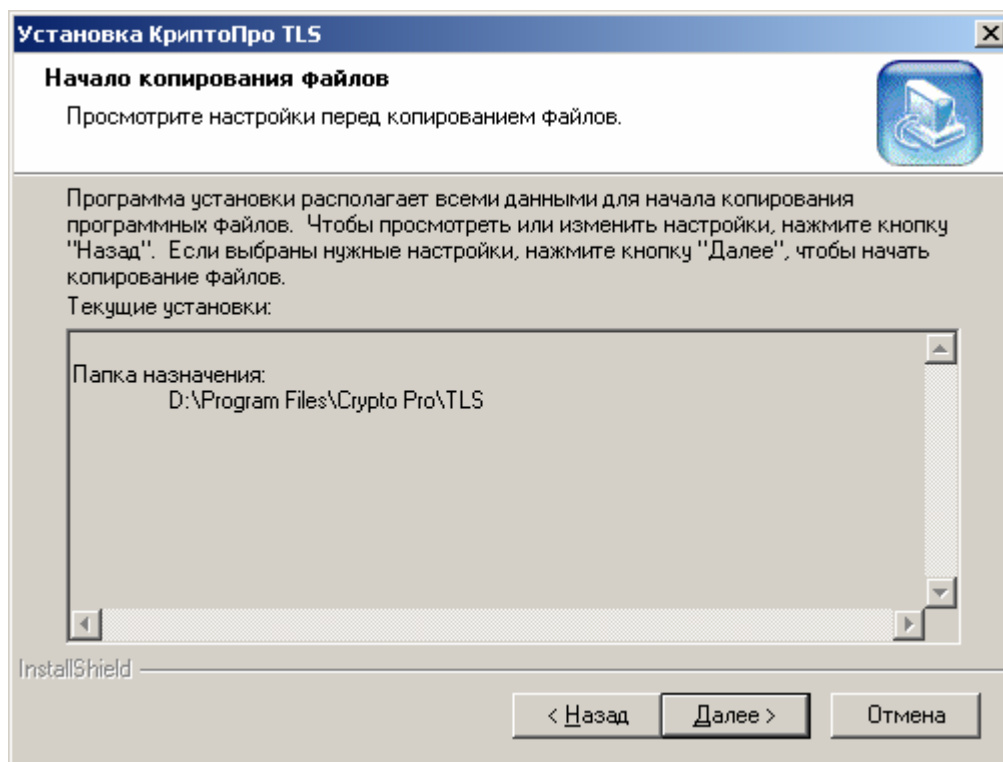 Установка КриптоПро TLS
Начало копирования файлов
Просмотрите настройки перед копированием файлов.
Программа установки располагает всеми данными для начала копирования
программных файлов.  Чтобы просмотреть или изменить настройки, нажмите кнопку
"Назад".  Если выбраны нужные настройки, нажмите кнопку "Далее", чтобы начать
копирование файлов.
Текущие установки:
Папка назначения:
D:\Program Files\Crypto Pro\TLS
InstallShield
< Назад
Далее >
Отмена